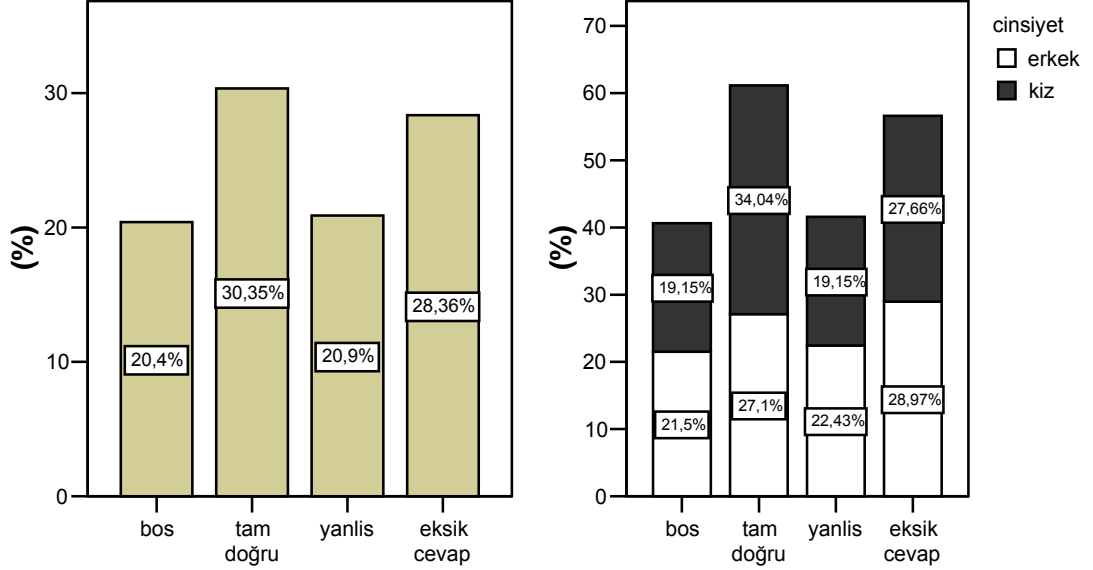 (%)
30
20
10
0
20,4%
30,35%
20,9%
28,36%
bos
tam
doğru
yanlis
eksik
cevap
(%)
70
60
50
40
30
20
10
0
19,15%
34,04%
19,15%
27,66%
21,5%
27,1%
22,43%
28,97%
bos
tam
doğru
yanlis
eksik
cevap
cinsiyet
erkek
kiz